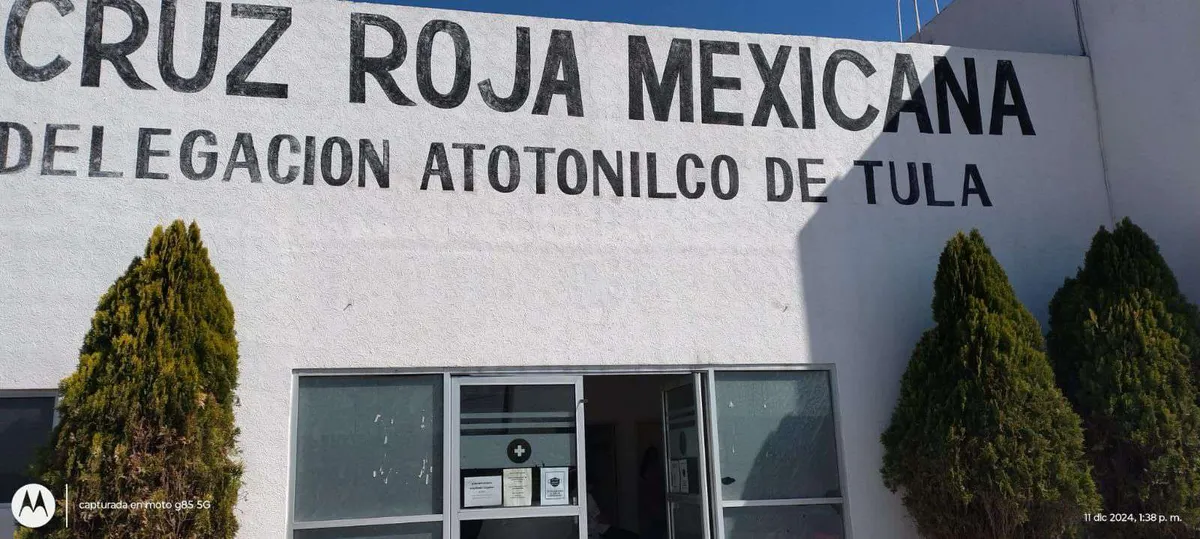 CRUZ ROJA MEXICANA
DELEGACION ATOTONILCO DE TULA
capturada en moto g85 5G
11 dic 2024, 1:38 p. m.